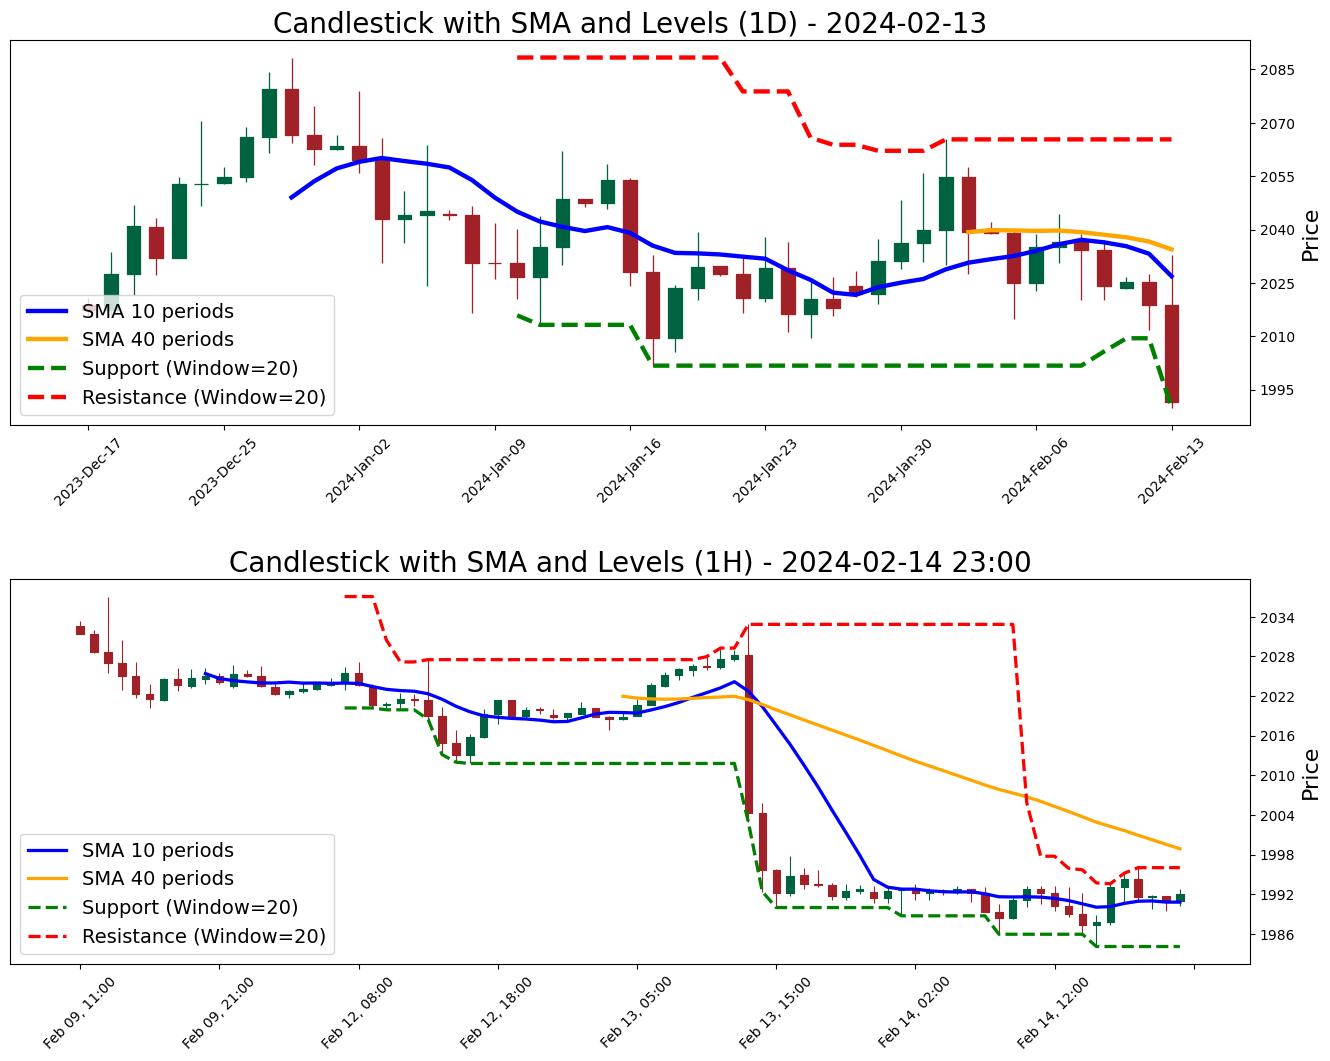 Candlestick with SMA and Levels (1D) - 2024-02-13
2085
2070
2055
2040
2025
2010
1995
Price
SMA 10 periods
SMA 40 periods
Support (Window=20)
Resistance (Window=20)
2023-Dec-17
2023-Dec-25
2024-Jan-02
2024-Jan-09
2024-Jan-16
2024-Jan-23
2024-Jan-30
2024-Feb-06
2024-Feb-13
Candlestick with SMA and Levels (1H) - 2024-02-14 23:00
2034
2028
2022
2016
2010
2004
1998
1992
1986
Price
SMA 10 periods
SMA 40 periods
Support (Window=20)
Resistance (Window=20)
Feb 09, 11:00
Feb 09, 21:00
Feb 12, 08:00
Feb 12, 18:00
Feb 13, 05:00
Feb 13, 15:00
Feb 14, 02:00
Feb 14, 12:00